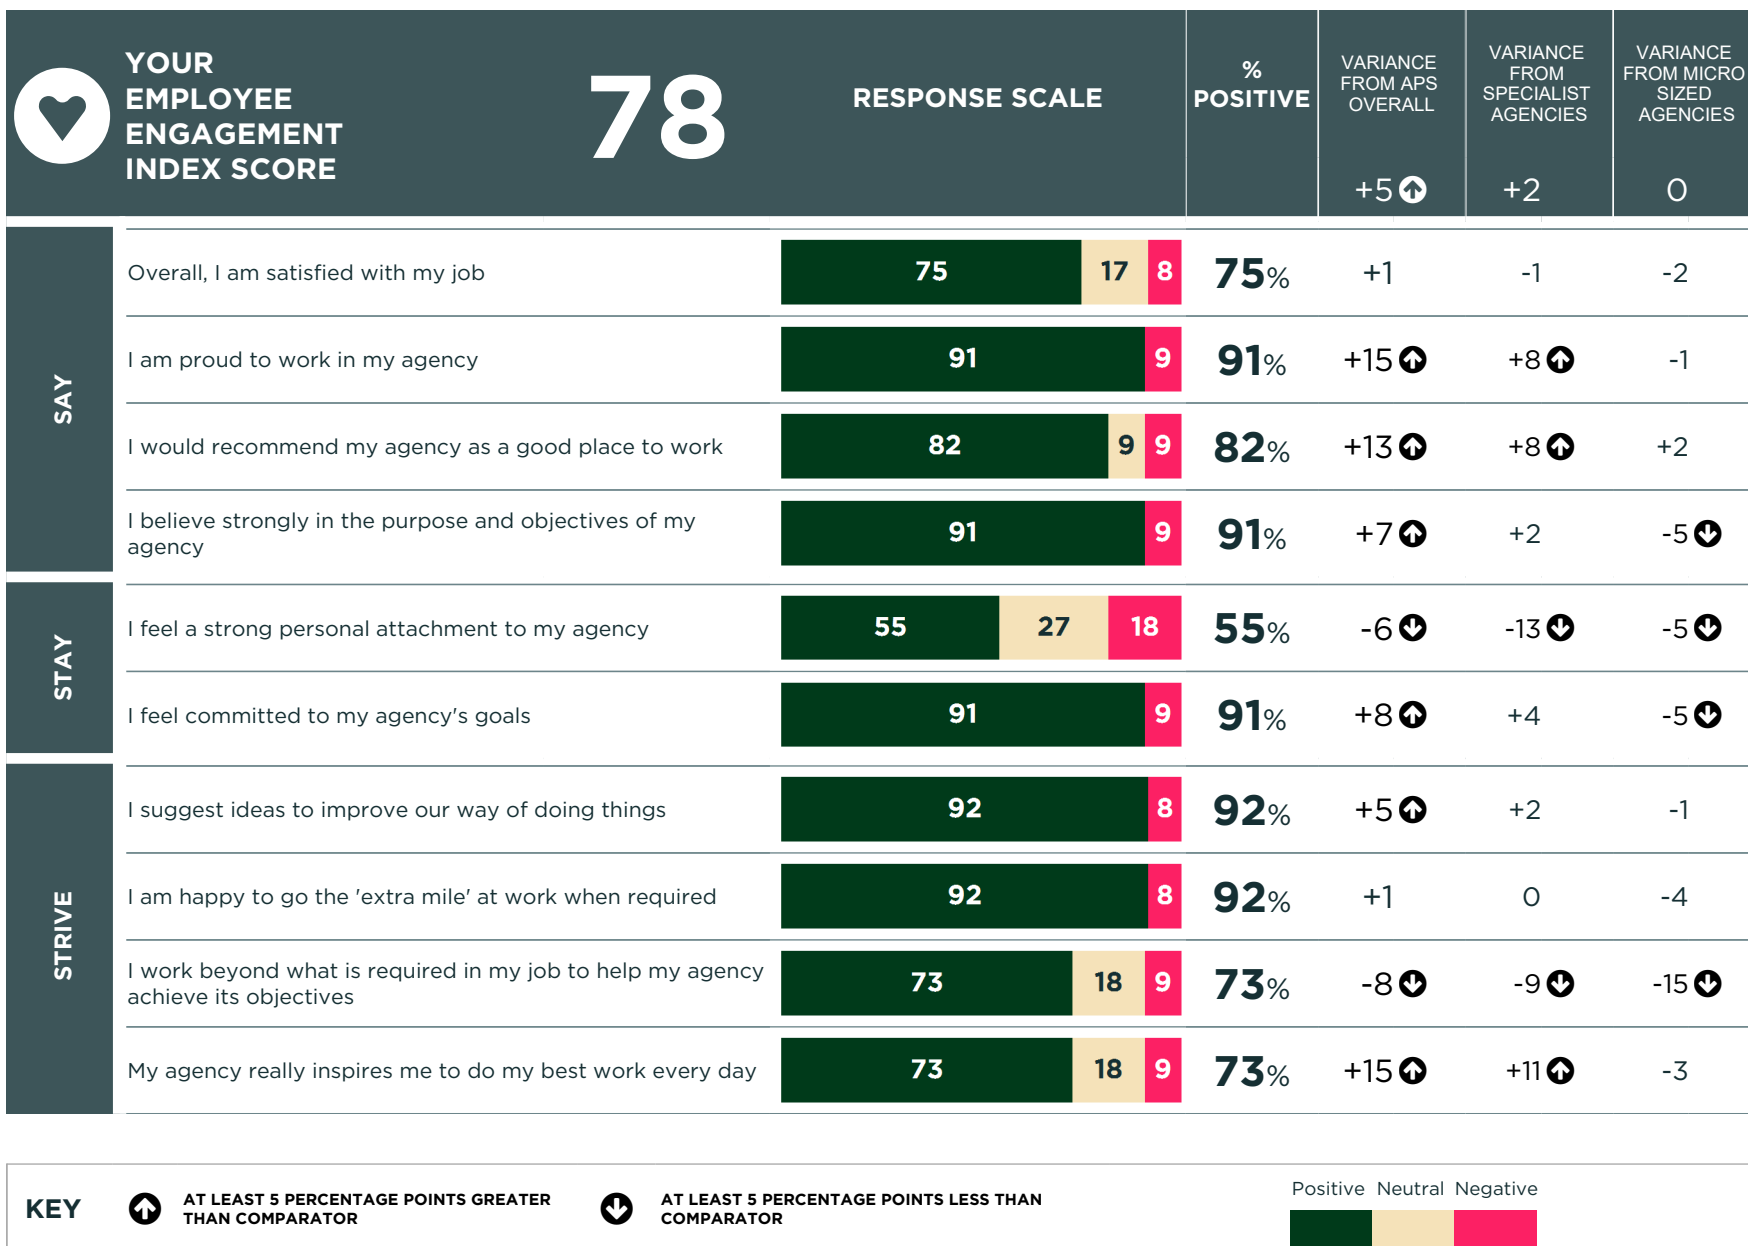 YOUR
EMPLOYEE
ENGAGEMENT
INDEX SCORE
78
RESPONSE SCALE
%
POSITIVE
VARIANCE
FROM APS
OVERALL
+5
VARIANCE
FROM
SPECIALIST
AGENCIES
+2
VARIANCE
FROM MICRO
SIZED
AGENCIES
0
SAY
Overall, I am satisfied with my job
75 17 8 75% +1 -1 -2
I am proud to work in my agency
91 9 91% +15 +8 -1
I would recommend my agency as a good place to work
82 9 9 82% +13 +8 +2
I believe strongly in the purpose and objectives of my
agency
91 9 91% +7 +2 -5
STAY
I feel a strong personal attachment to my agency
55 27 18 55% -6 -13 -5
I feel committed to my agency's goals
91 9 91% +8 +4 -5
STRIVE
I suggest ideas to improve our way of doing things
92 8 92% +5 +2 -1
I am happy to go the 'extra mile' at work when required
92 8 92% +1 0 -4
I work beyond what is required in my job to help my agency
achieve its objectives
73 18 9 73% -8 -9 -15
My agency really inspires me to do my best work every day
73 18 9 73% +15 +11 -3
KEY
AT LEAST 5 PERCENTAGE POINTS GREATER
THAN COMPARATOR
AT LEAST 5 PERCENTAGE POINTS LESS THAN
COMPARATOR
Positive Neutral Negative